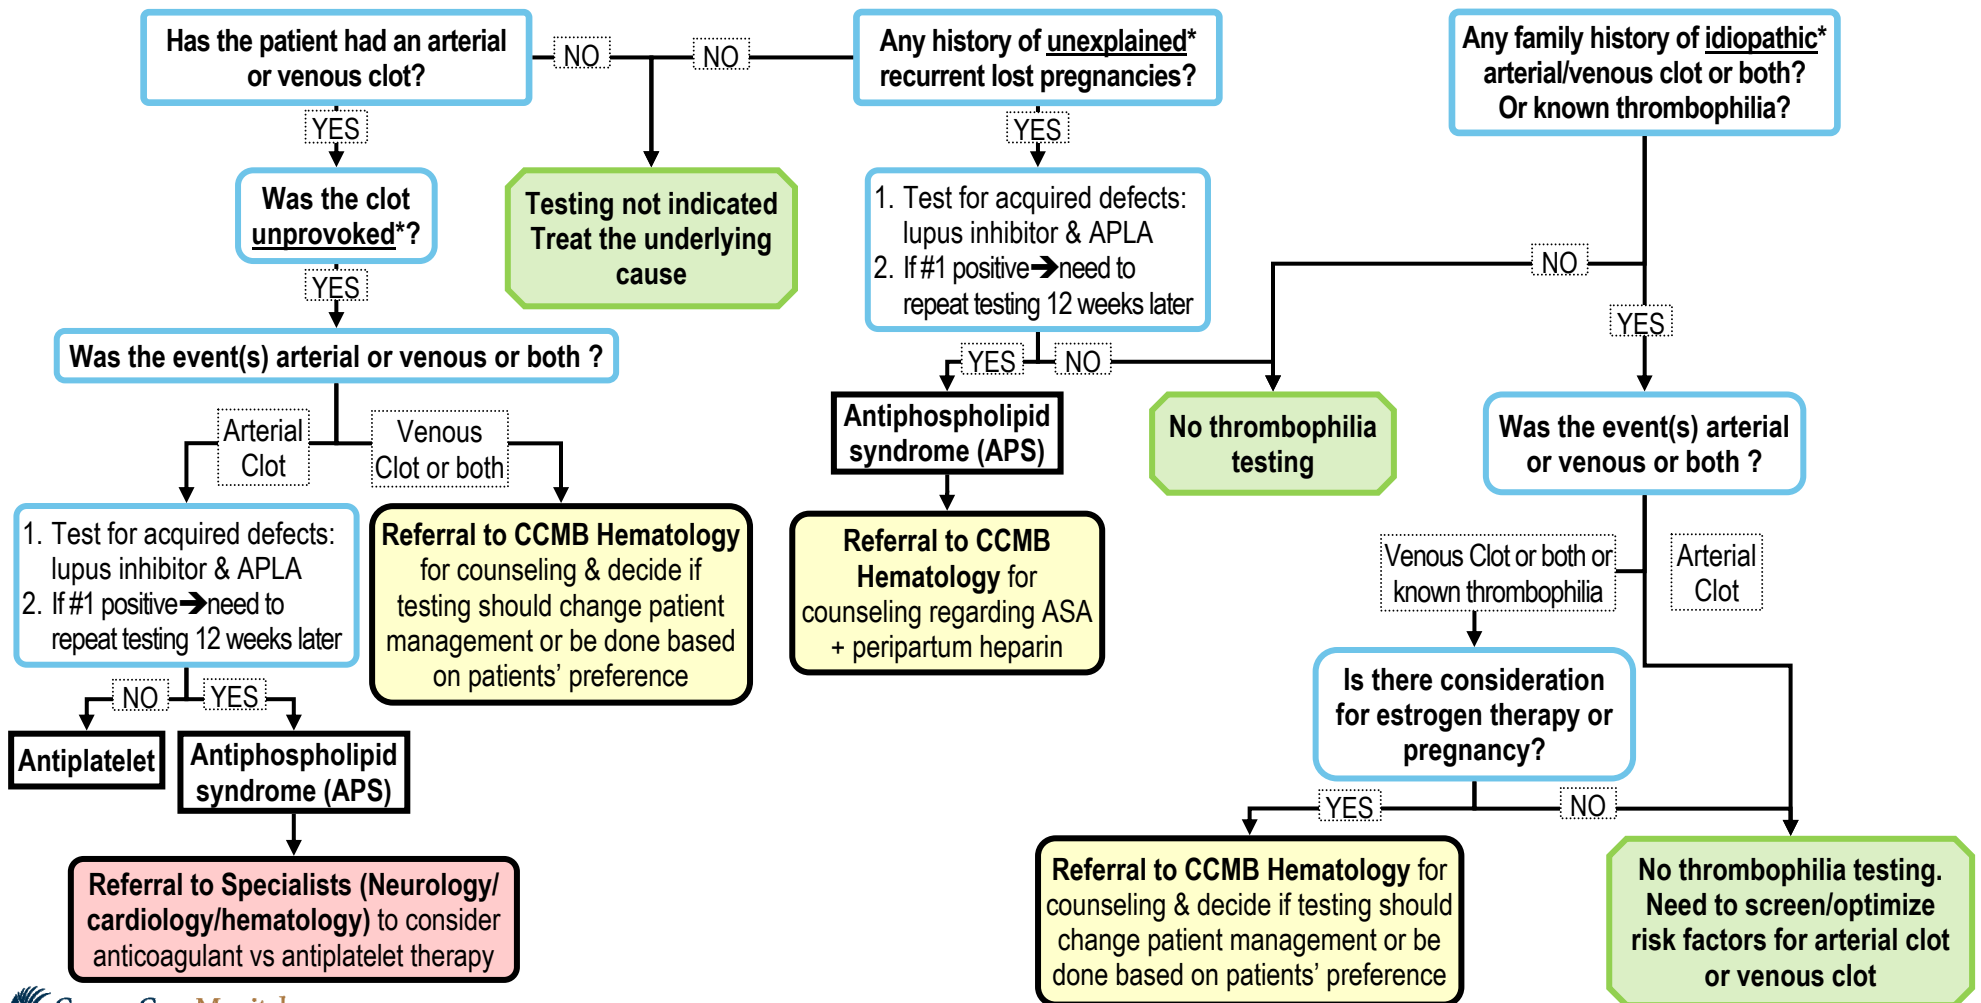 Has the patient had an arterial
or venous clot?
NO
NO
Any history of unexplained*
recurrent lost pregnancies?
Any family history of idiopathic*
arterial/venous clot or both?
Or known thrombophilia?
YES
YES
Was the clot
unprovoked*?
Testing not indicated
Treat the underlying
cause
1. Test for acquired defects:
lupus inhibitor & APLA
2. If #1 positive➔need to
repeat testing 12 weeks later
NO
YES
YES
Was the event(s) arterial or venous or both ?
YES
NO
Arterial
Clot
Venous
Clot or both
Antiphospholipid
syndrome (APS)
No thrombophilia
testing
Was the event(s) arterial
or venous or both ?
1. Test for acquired defects:
lupus inhibitor & APLA
2. If #1 positive➔need to
repeat testing 12 weeks later
Referral to CCMB Hematology
for counseling & decide if
testing should change patient
management or be done based
on patients’ preference
Referral to CCMB
Hematology for
counseling regarding ASA
+ peripartum heparin
Venous Clot or both or
known thrombophilia
Arterial
Clot
NO
YES
Is there consideration
for estrogen therapy or
pregnancy?
Antiplatelet
Antiphospholipid
syndrome (APS)
YES
NO
Referral to Specialists (Neurology/
cardiology/hematology) to consider
anticoagulant vs antiplatelet therapy
Referral to CCMB Hematology for
counseling & decide if testing should
change patient management or be
done based on patients’ preference
No thrombophilia testing.
Need to screen/optimize
risk factors for arterial clot
or venous clot